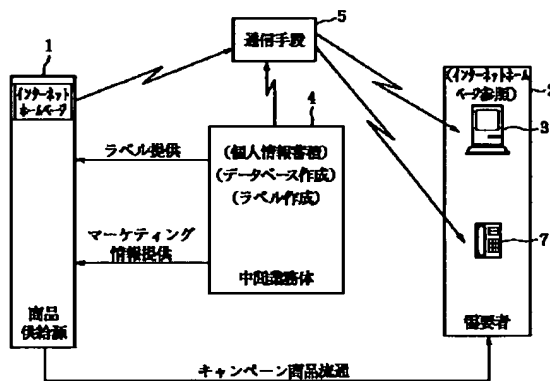 1
インターネット
ホームページ
5
通信手段
(インターネットホーム
ページ参照)
2
3
4
(個人情報蓄積)
(データベース作成)
(ラベル作成)
中間業務体
ラベル提供
マーケティング
情報提供
7
商品
供給源
需要者
キャンペーン商品流通